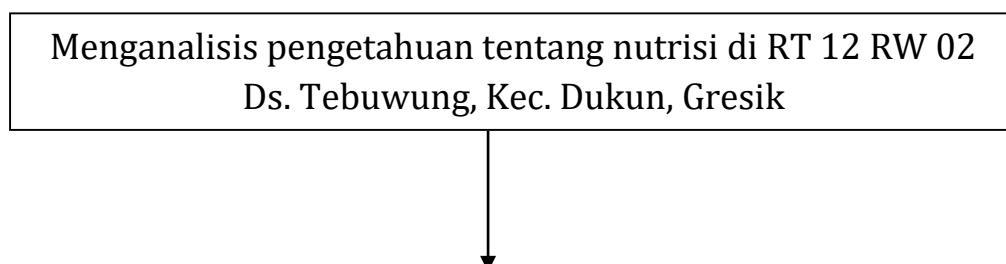 Menganalisis pengetahuan tentang nutrisi di RT 12 RW 02
Ds. Tebuwung, Kec. Dukun, Gresik